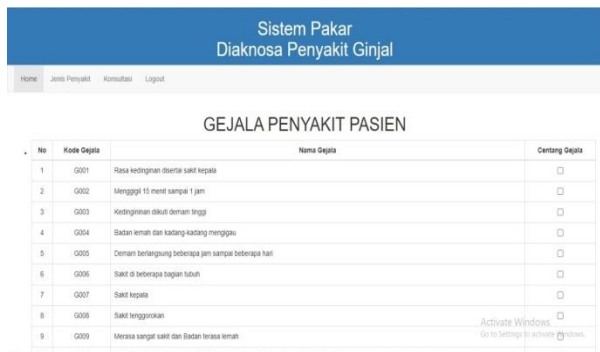 Sistem Pakar
Diaknosa Penyakit Ginjal
Home Jenis Penyakit Konsultasi Logout
GEJALA PENYAKIT PASIEN
No Kode Gejala Nama Gejala Centang Gejala
1 G001 Rasa kedinginan disertai sakit kepala
2 G002 Menggigil 15 menit sampai 1 jam
3 G003 Kedingininan diikuti demam tinggi
4 G004 Badan lemah dan kadang-kadang mengigau
5 G005 Demam berlangsung beberapa jam sampai beberapa hari
6 G006 Sakit di beberapa bagian tubuh
7 G007 Sakit kepala
8 G008 Sakit tenggorokan
9 G009 Merasa sangat sakit dan Badan terasa lemah
Activate Windows
Go to Settings to activate Windows.